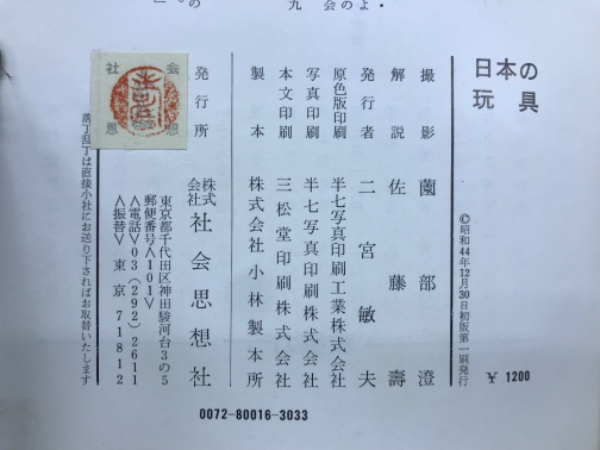 日本の
玩具
©昭和44年12月30日初版第一刷発行
¥ 1200
撮影 薗部澄
解説 佐藤壽
発行者 二宮敏夫
原色版印刷 半七写真印刷工業株式会社
写真印刷 半七写真印刷株式会社
本文印刷 三松堂印刷株式会社
製本 株式会社小林製本所
発行所 株式会社 社会思想社
東京都千代田区神田駿河台3の5
郵便番号<101>
<電話>03(292)2611
<振替>東京 71812
社会思想
落丁乱丁は直接小社にお送り下さればお取替いたします
0072-80016-3033